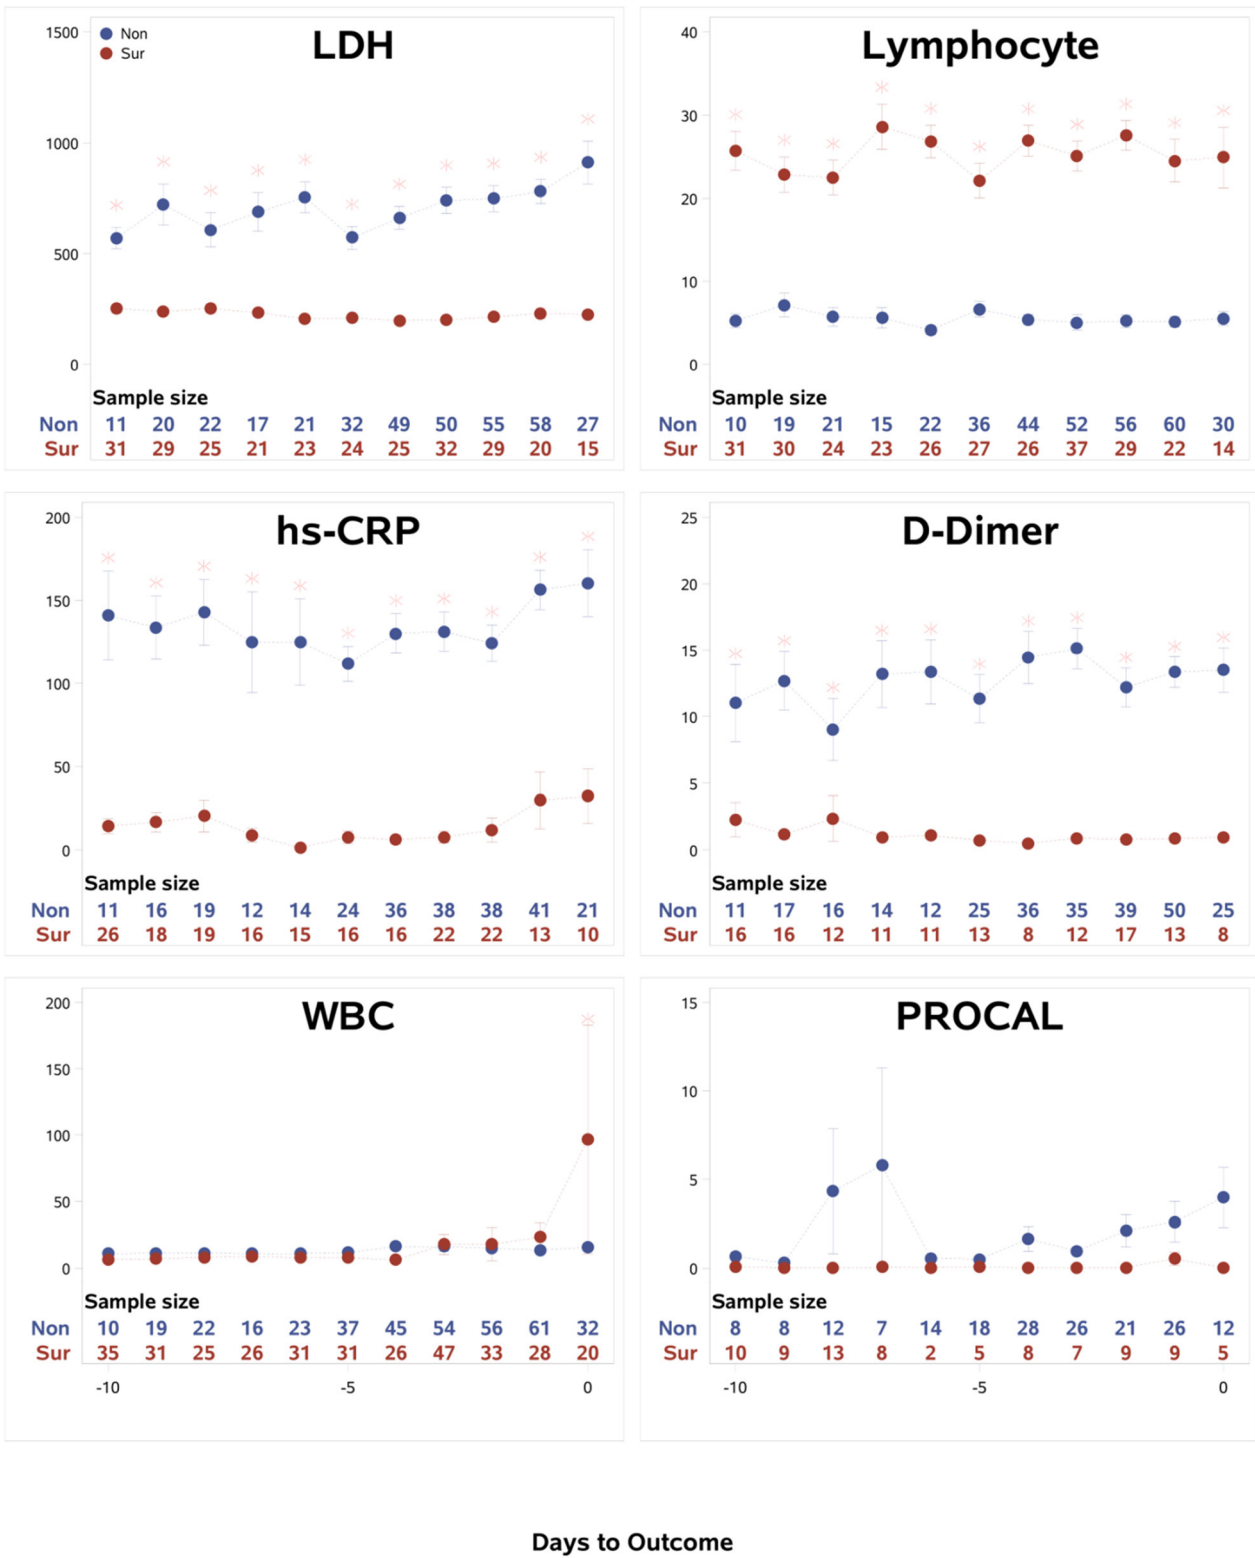 LDH
Non
Sur
1500
1000
500
0
Sample size
Non 11 20 22 17 21 32 49 50 55 58 27
Sur 31 29 25 21 23 24 25 32 29 20 15
Lymphocyte
40
30
20
10
0
Sample size
Non 10 19 21 15 22 36 44 52 56 60 30
Sur 31 30 24 23 26 27 26 37 29 22 14
hs-CRP
200
150
100
50
0
Sample size
Non 11 16 19 12 14 24 36 38 38 41 21
Sur 26 18 19 16 15 16 16 22 22 13 10
D-Dimer
25
20
15
10
5
0
Sample size
Non 11 17 16 14 12 25 36 35 39 50 25
Sur 16 16 12 11 11 13 8 12 17 13 8
WBC
200
150
100
50
0
Sample size
Non 10 19 22 16 23 37 45 54 56 61 32
Sur 35 31 25 26 31 31 26 47 33 28 20
-10 -5 0
PROCAL
15
10
5
0
Sample size
Non 8 8 12 7 14 18 28 26 21 26 12
Sur 10 9 13 8 2 5 8 7 9 9 5
-10 -5 0
Days to Outcome